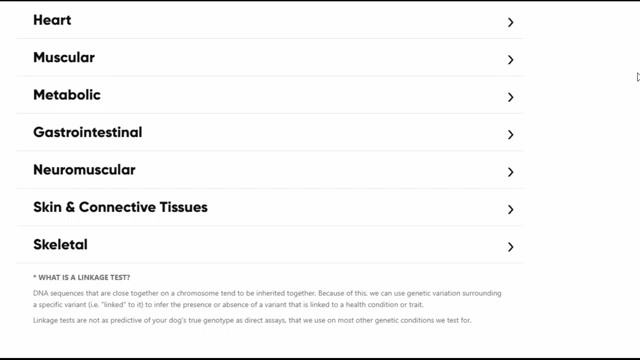 Heart
Muscular
Metabolic
Gastrointestinal
Neuromuscular
Skin & Connective Tissues
Skeletal
* WHAT IS A LINKAGE TEST?
DNA sequences that are close together on a chromosome tend to be inherited together. Because of this, we can use genetic variation surrounding
a specific variant (i.e. "linked" to it) to infer the presence or absence of a variant that is linked to a health condition or trait.
Linkage tests are not as predictive of your dog's true genotype as direct assays, that we use on most other genetic conditions we test for.